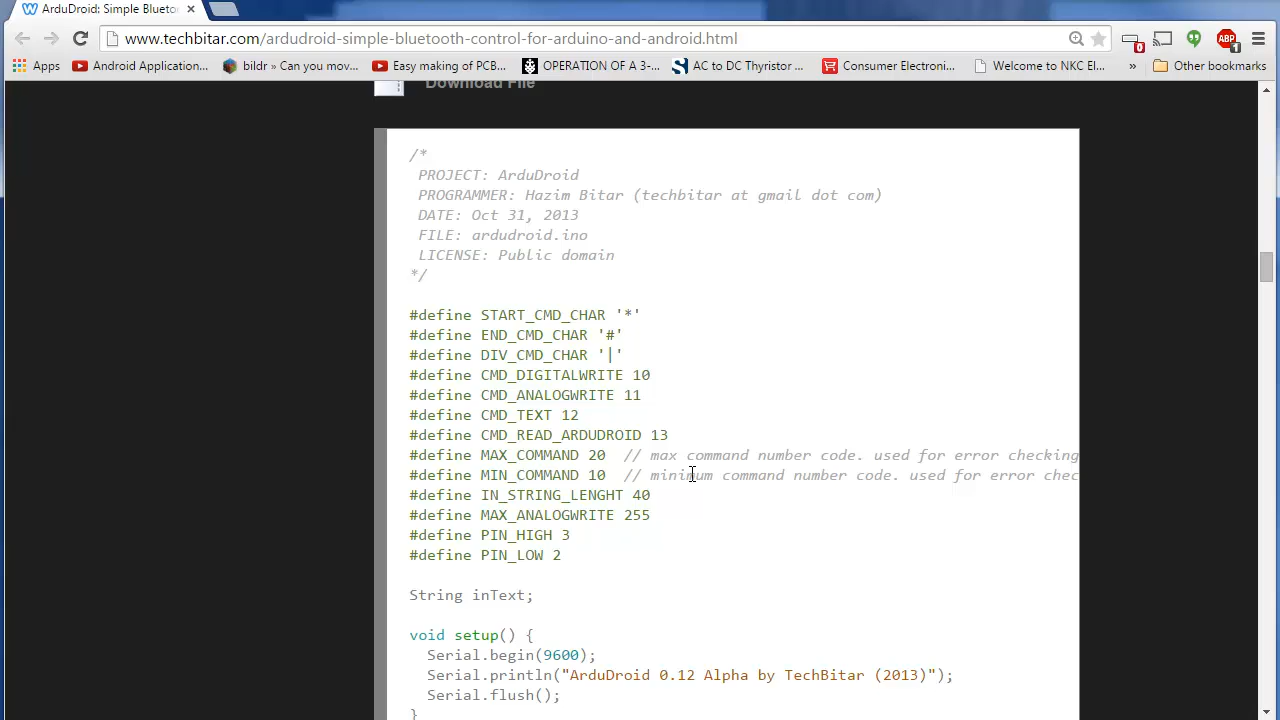 ArduDroid: Simple Blueto
www.techbitar.com/ardudroid-simple-bluetooth-control-for-arduino-and-android.html
ABP
0
1
Apps
Android Application...
bildr » Can you mov...
Easy making of PCB...
OPERATION OF A 3-...
AC to DC Thyristor ...
Consumer Electroni...
Welcome to NKC El...
»
Other bookmarks
Download File
/*
PROJECT: ArduDroid
PROGRAMMER: Hazim Bitar (techbitar at gmail dot com)
DATE: Oct 31, 2013
FILE: ardudroid.ino
LICENSE: Public domain
*/
#define START_CMD_CHAR '*'
#define END_CMD_CHAR '#'
#define DIV_CMD_CHAR '|'
#define CMD_DIGITALWRITE 10
#define CMD_ANALOGWRITE 11
#define CMD_TEXT 12
#define CMD_READ_ARDUDROID 13
#define MAX_COMMAND 20  // max command number code. used for error checking
#define MIN_COMMAND 10  // minimum command number code. used for error chec
#define IN_STRING_LENGHT 40
#define MAX_ANALOGWRITE 255
#define PIN_HIGH 3
#define PIN_LOW 2
String inText;
void setup() {
Serial.begin(9600);
Serial.println("ArduDroid 0.12 Alpha by TechBitar (2013)");
Serial.flush();
}